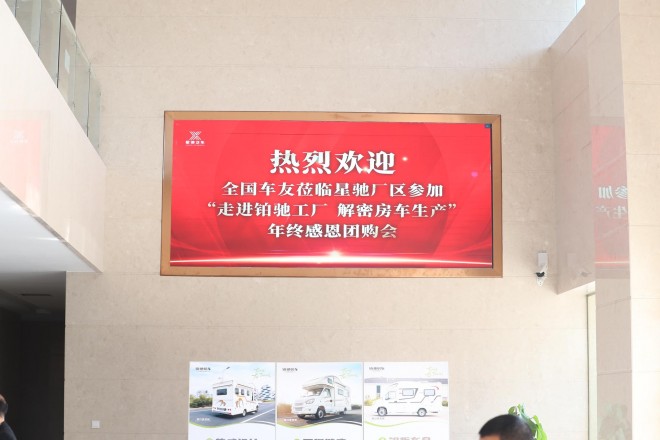 热烈欢迎
全国车友莅临星驰厂区参加
“走进铂驰工厂 解密房车生产”
年终感恩团购会